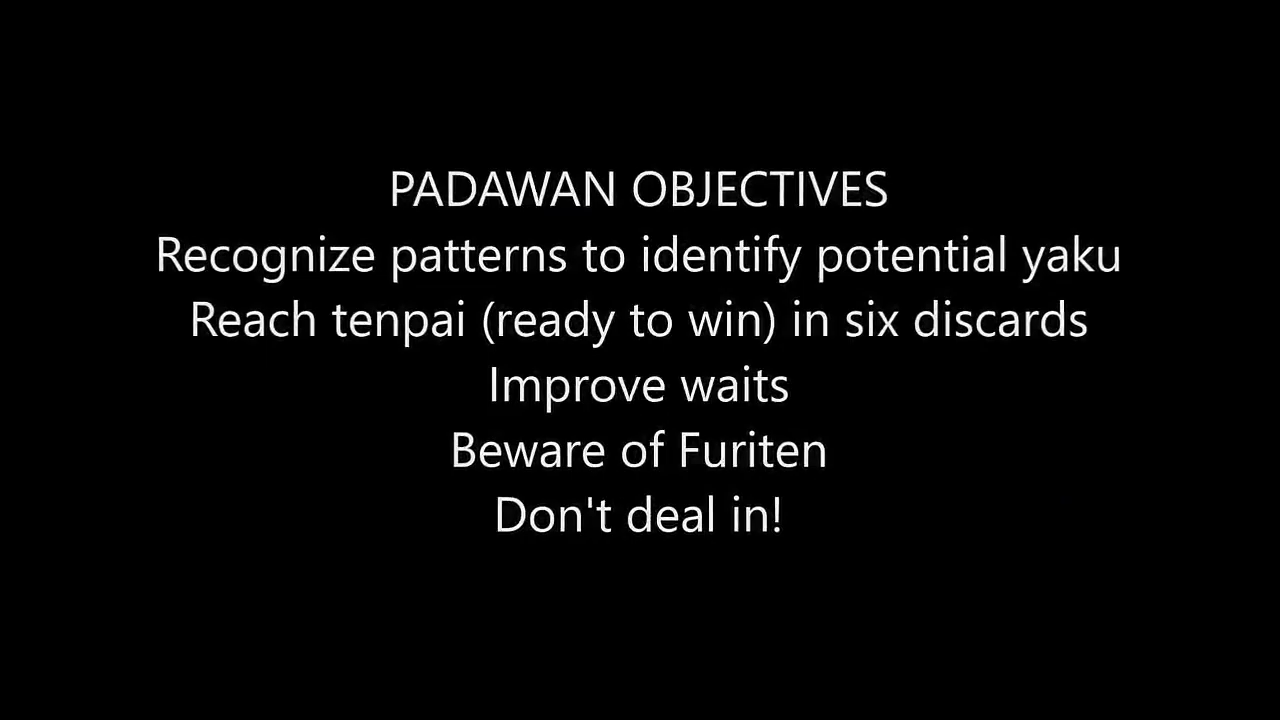 PADAWAN OBJECTIVES
Recognize patterns to identify potential yaku
Reach tenpai (ready to win) in six discards
Improve waits
Beware of Furiten
Don't deal in!